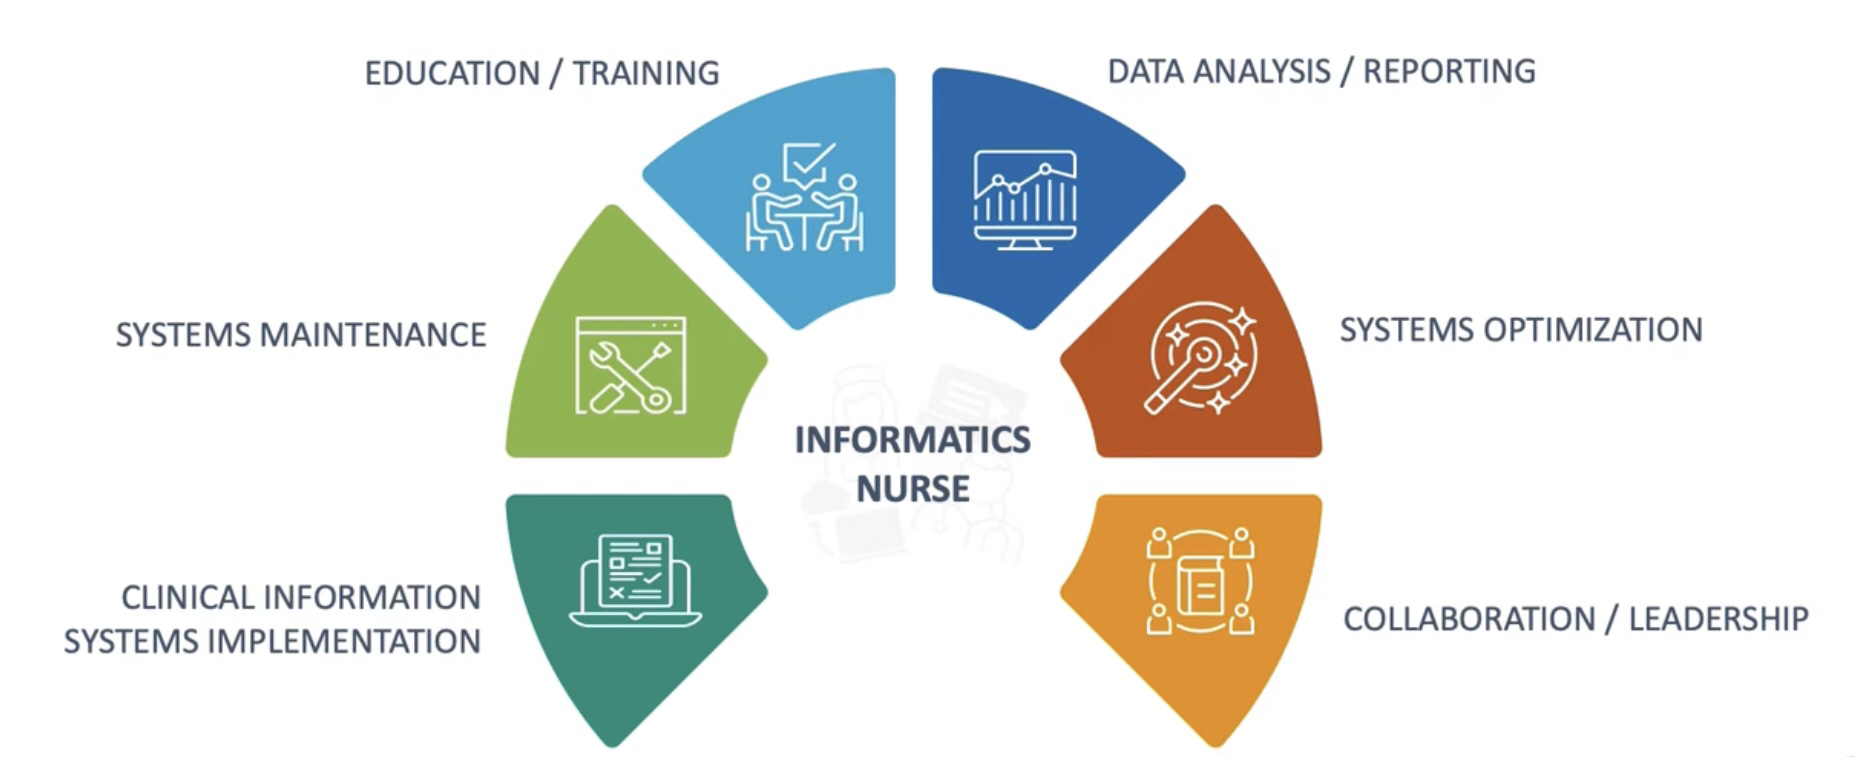 EDUCATION / TRAINING
DATA ANALYSIS / REPORTING
SYSTEMS MAINTENANCE
SYSTEMS OPTIMIZATION
INFORMATICS
NURSE
CLINICAL INFORMATION
SYSTEMS IMPLEMENTATION
COLLABORATION / LEADERSHIP